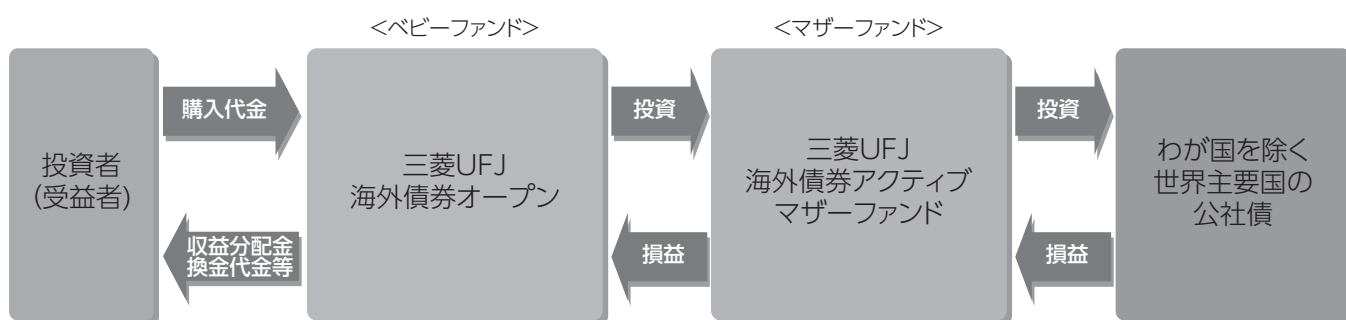 <ベビーファンド>
<マザーファンド>
投資者
(受益者)
購入代金
収益分配金
換金代金等
三菱UFJ
海外債券オープン
投資
損益
三菱UFJ
海外債券アクティブ
マザーファンド
投資
損益
わが国を除く
世界主要国の
公社債